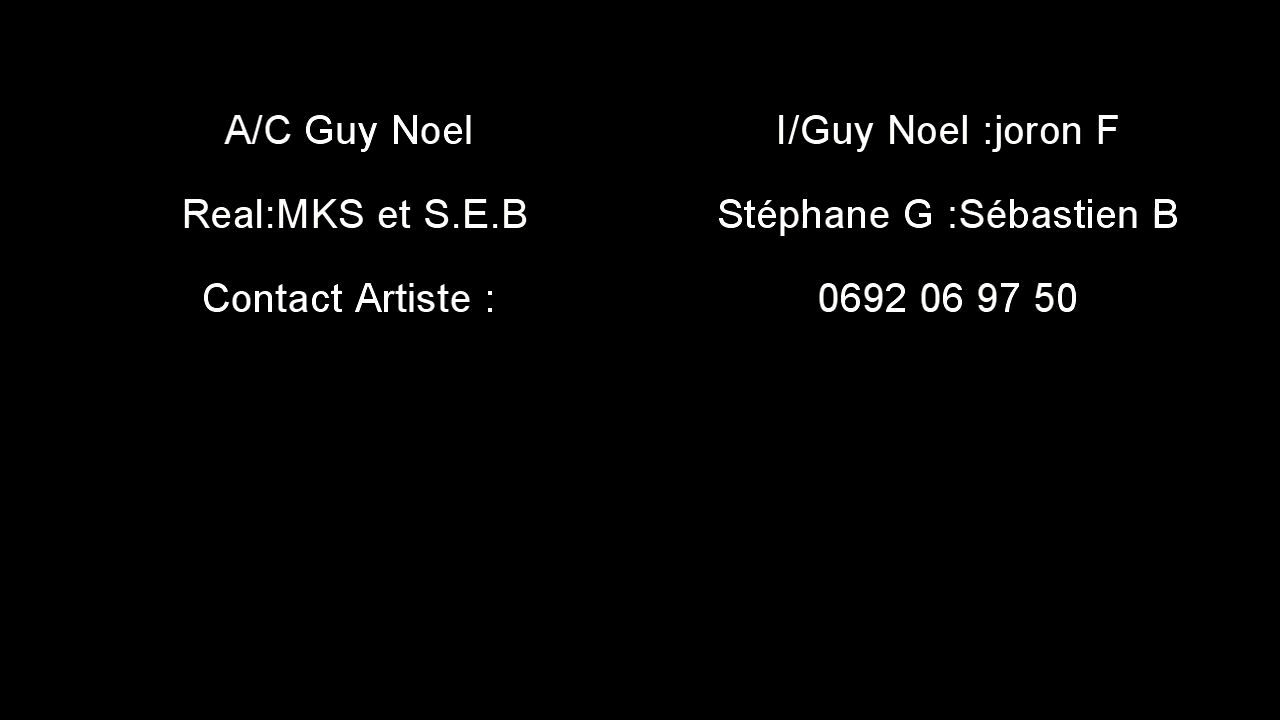 A/C Guy Noel I/Guy Noel :joron F
Real:MKS et S.E.B Stéphane G :Sébastien B
Contact Artiste : 0692 06 97 50